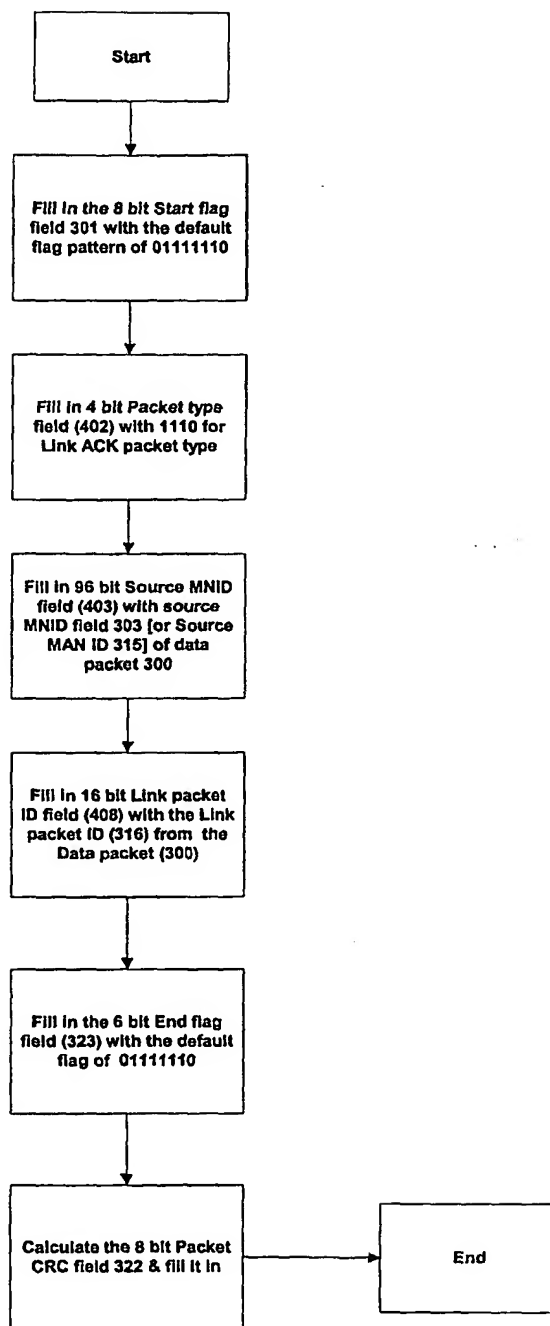 Start
Fill in the 8 bit Start flag
field 301 with the default
flag pattern of 01111110
Fill in 4 bit Packet type
field (402) with 1110 for
Link ACK packet type
Fill in 96 bit Source MNID
field (403) with source
MNID field 303 [or Source
MAN ID 315] of data
packet 300
Fill in 16 bit Link packet
ID field (408) with the Link
packet ID (316) from the
Data packet (300)
Fill in the 6 bit End flag
field (323) with the default
flag of 01111110
Calculate the 8 bit Packet
CRC field 322 & fill it in
End